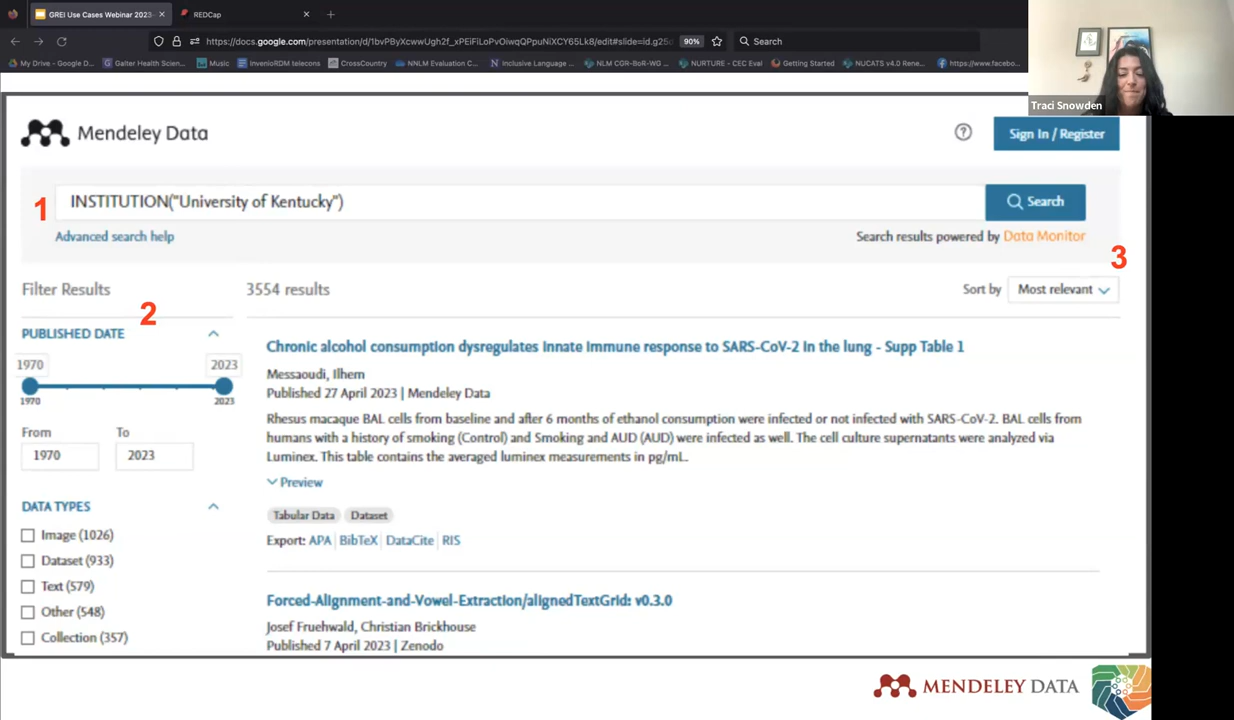 GREI Use Cases Webinar 2023-
REDCap
https://docs.google.com/presentation/d/1bvPByXcwwUgh2f_xPEiFiLoPvOiwqQPpuNiXCY65Lk8/edit#slide=id.g25
90%
Search
My Drive - Google D...
Galter Health Scien...
Music
InvenioRDM telecons
CrossCountry
NNLM Evaluation C...
Inclusive Language ...
NLM CGR-BoR-WG ...
NURTURE - CEC Eval
Getting Started
NUCATS v4.0 Rene...
https://www.facebo...
Traci Snowden
Mendeley Data
?
Sign In / Register
1
INSTITUTION("University of Kentucky")
Search
Advanced search help
Search results powered by Data Monitor
3
Filter Results
3554 results
Sort by
Most relevant
2
PUBLISHED DATE
1970
2023
1970
2023
From
To
1970
2023
DATA TYPES
Image (1026)
Dataset (933)
Text (579)
Other (548)
Collection (357)
Chronic alcohol consumption dysregulates innate immune response to SARS-CoV-2 in the lung - Supp Table 1
Messaoudi, Ilhem
Published 27 April 2023 | Mendeley Data
Rhesus macaque BAL cells from baseline and after 6 months of ethanol consumption were infected or not infected with SARS-CoV-2. BAL cells from
humans with a history of smoking (Control) and Smoking and AUD (AUD) were infected as well. The cell culture supernatants were analyzed via
Luminex. This table contains the averaged luminex measurements in pg/mL.
Preview
Tabular Data
Dataset
Export: APA | BibTeX | DataCite | RIS
Forced-Alignment-and-Vowel-Extraction/alignedTextGrid: v0.3.0
Josef Fruehwald, Christian Brickhouse
Published 7 April 2023 | Zenodo
MENDELEY DATA